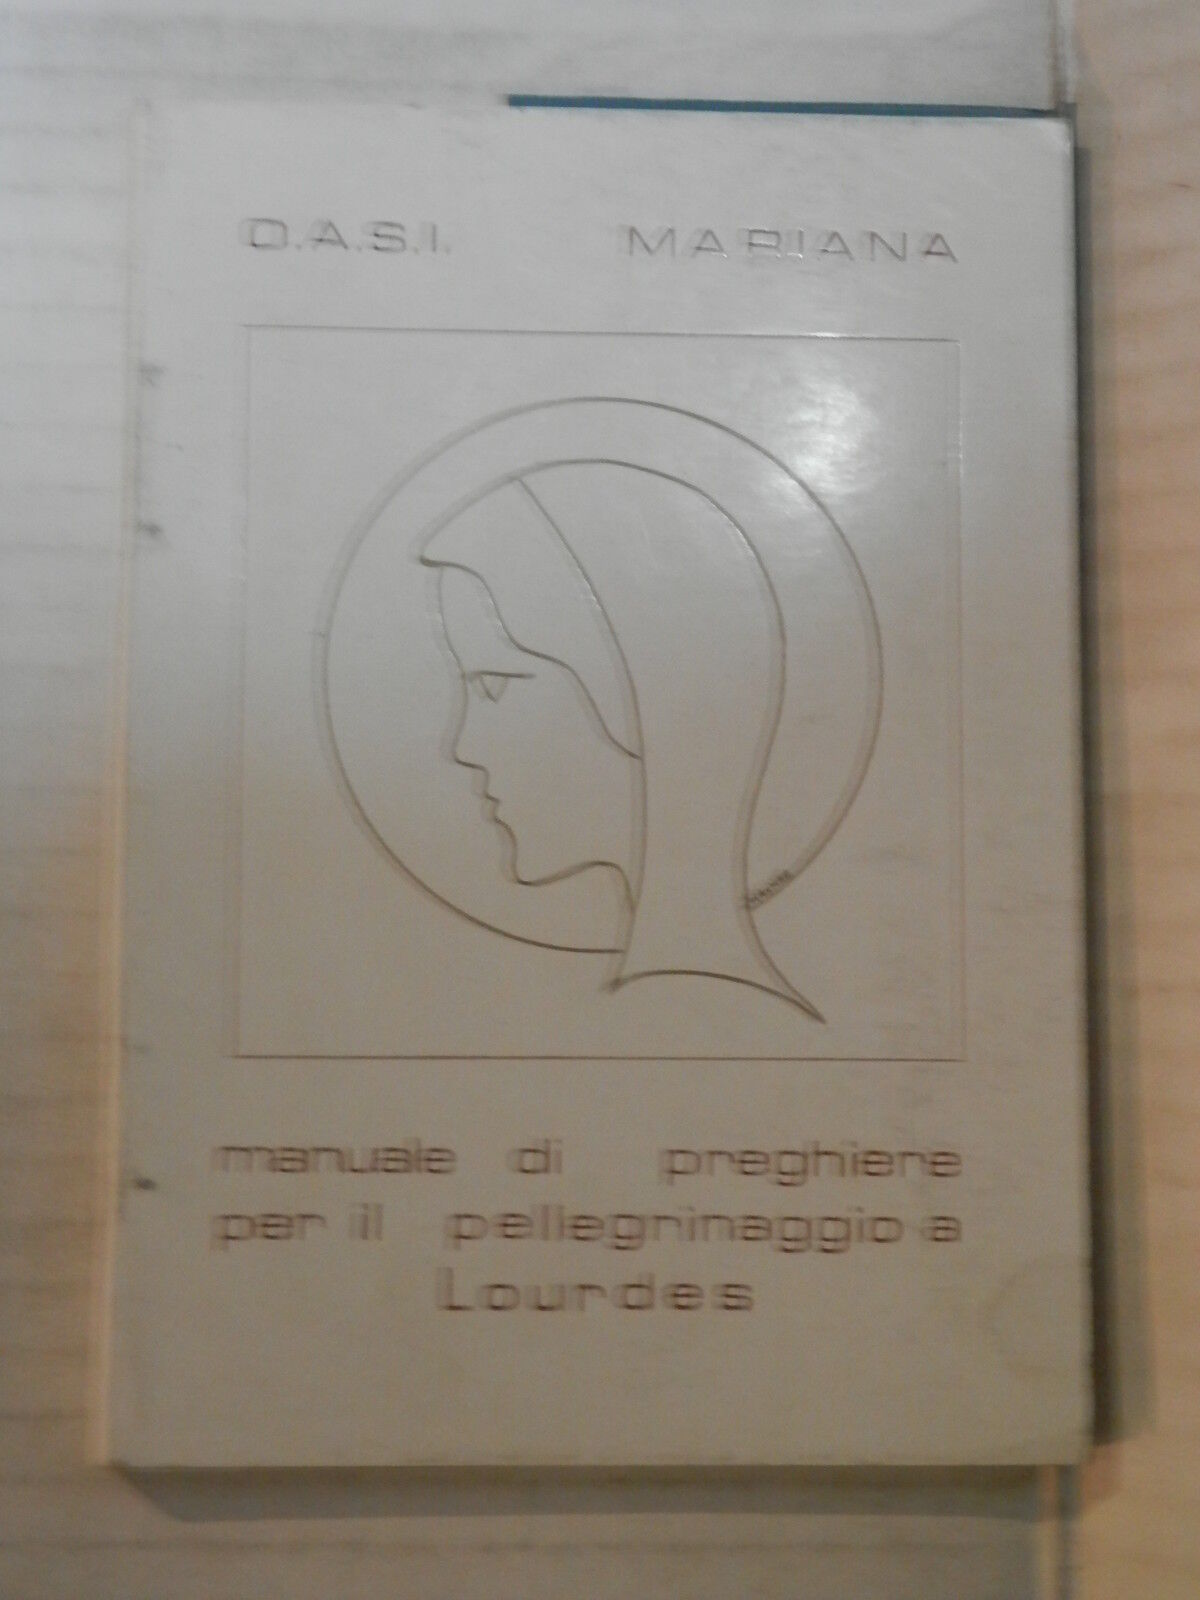 O.A.S.I. MARIANA
manuale di preghiere
per il pellegrinaggio a
Lourdes